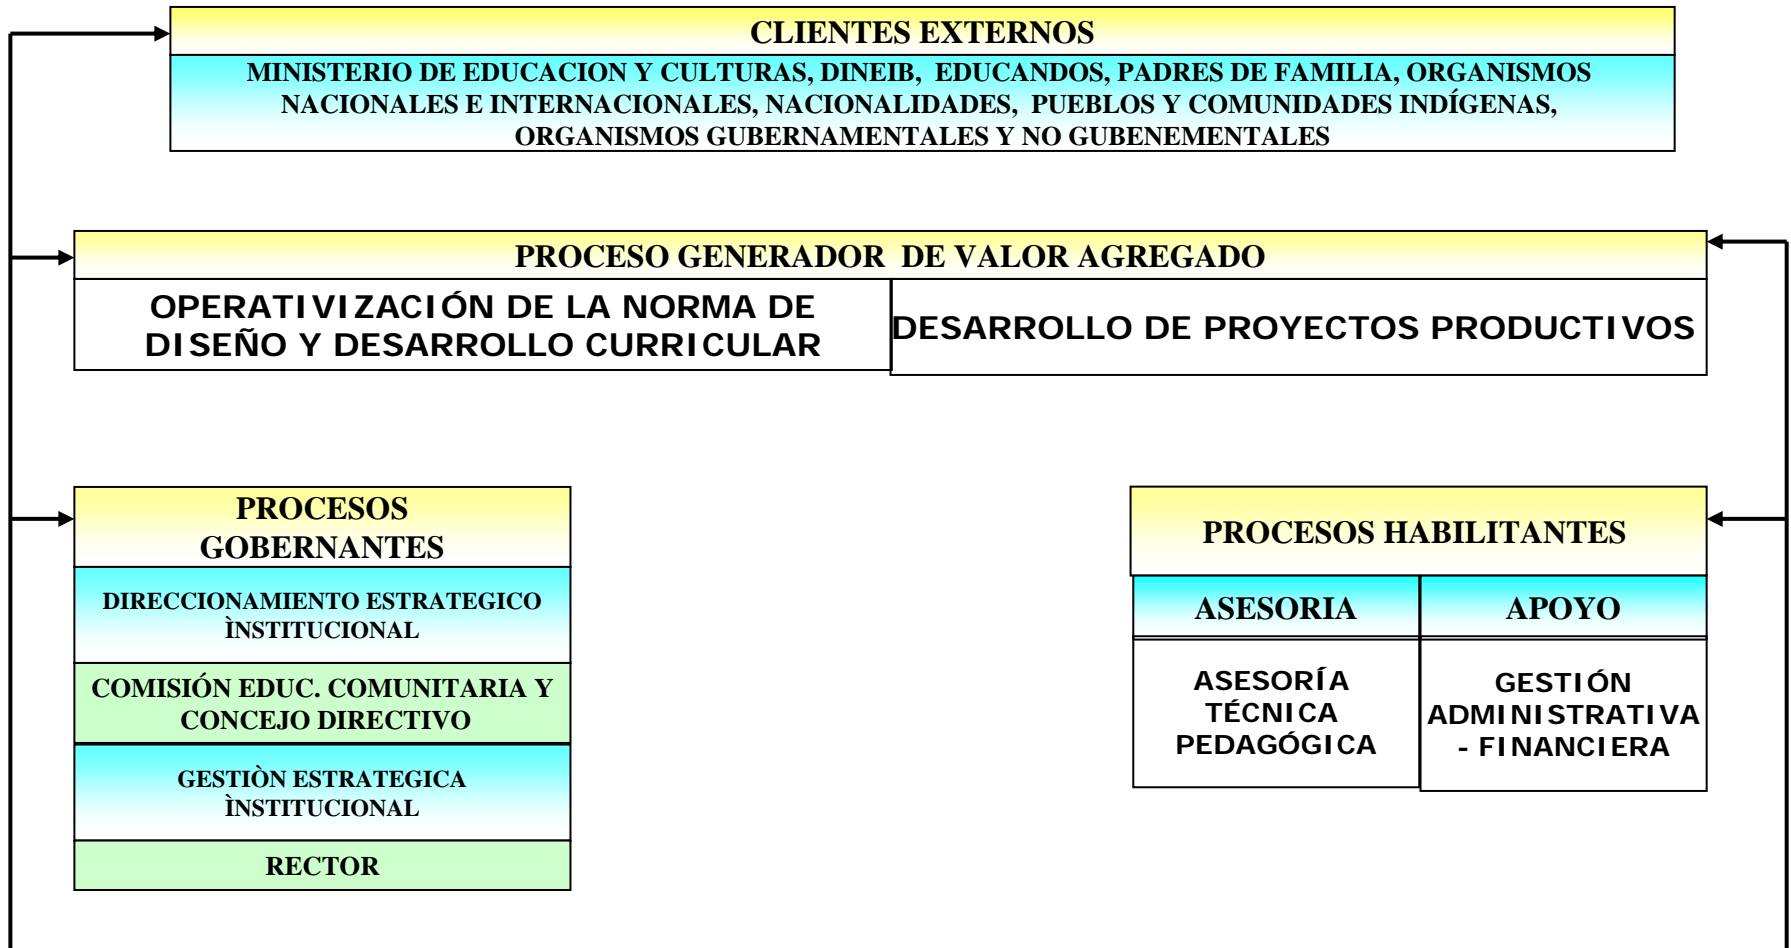 CLIENTES EXTERNOS
MINISTERIO DE EDUCACION Y CULTURAS, DINEIB, EDUCANDOS, PADRES DE FAMILIA, ORGANISMOS
NACIONALES E INTERNACIONALES, NACIONALIDADES, PUEBLOS Y COMUNIDADES INDÍGENAS,
ORGANISMOS GUBERNAMENTALES Y NO GUBENEMENTALES
PROCESO GENERADOR DE VALOR AGREGADO
OPERATIVIZACIÓN DE LA NORMA DE
DISEÑO Y DESARROLLO CURRICULAR
DESARROLLO DE PROYECTOS PRODUCTIVOS
PROCESOS
GOBERNANTES
DIRECCIONAMIENTO ESTRATEGICO
ÌNSTITUCIONAL
COMISIÓN EDUC. COMUNITARIA Y
CONCEJO DIRECTIVO
GESTIÒN ESTRATEGICA
ÌNSTITUCIONAL
RECTOR
PROCESOS HABILITANTES
ASESORIA
ASESORÍA
TÉCNICA
PEDAGÓGICA
APOYO
GESTIÓN
ADMINISTRATIVA
- FINANCIERA